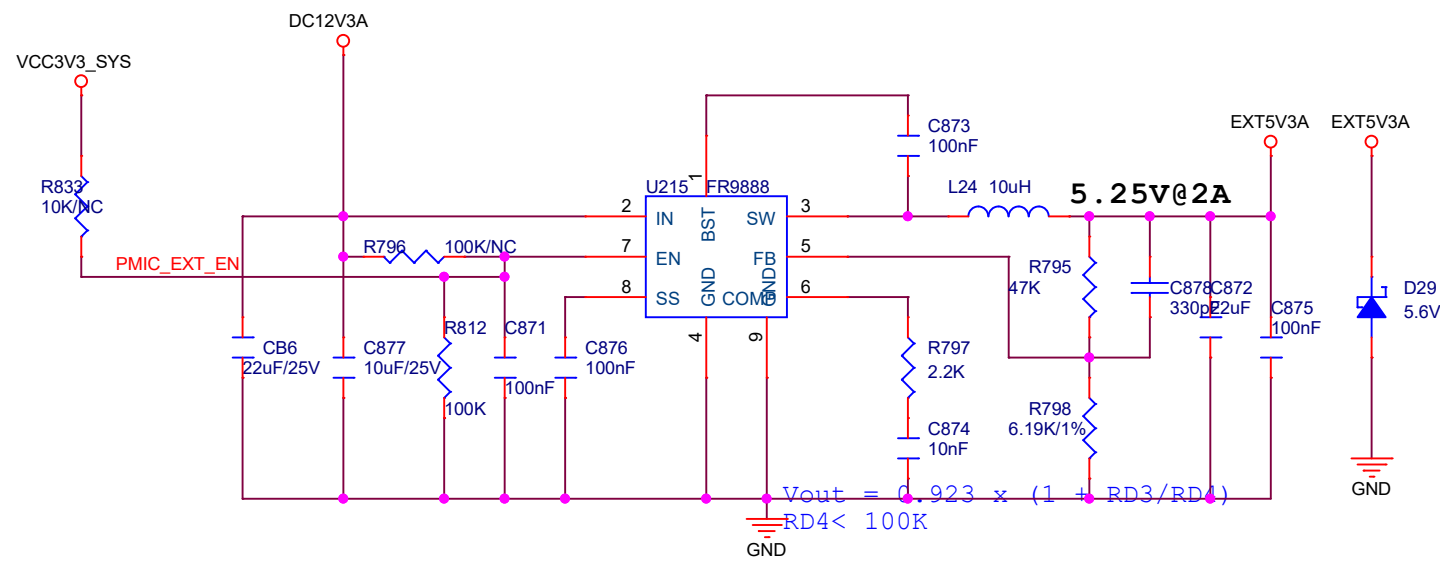 DC12V3A
VCC3V3_SYS
EXT5V3A
EXT5V3A
C873
100nF
R833
10K/NC
U215
FR9888
1
L24 10uH
5.25V@2A
2
IN
BST
SW
3
R796
100K/NC
7
EN
FB
5
PMIC_EXT_EN
R795
47K
8
SS
GND
COMP
GND
6
C878
330pF
C872
22uF
C875
100nF
D29
5.6V
R812
100K
C871
100nF
4
9
CB6
22uF/25V
C877
10uF/25V
C876
100nF
R797
2.2K
R798
6.19K/1%
C874
10nF
Vout = 0.923 x (1 + RD3/RD4)
RD4< 100K
GND
GND